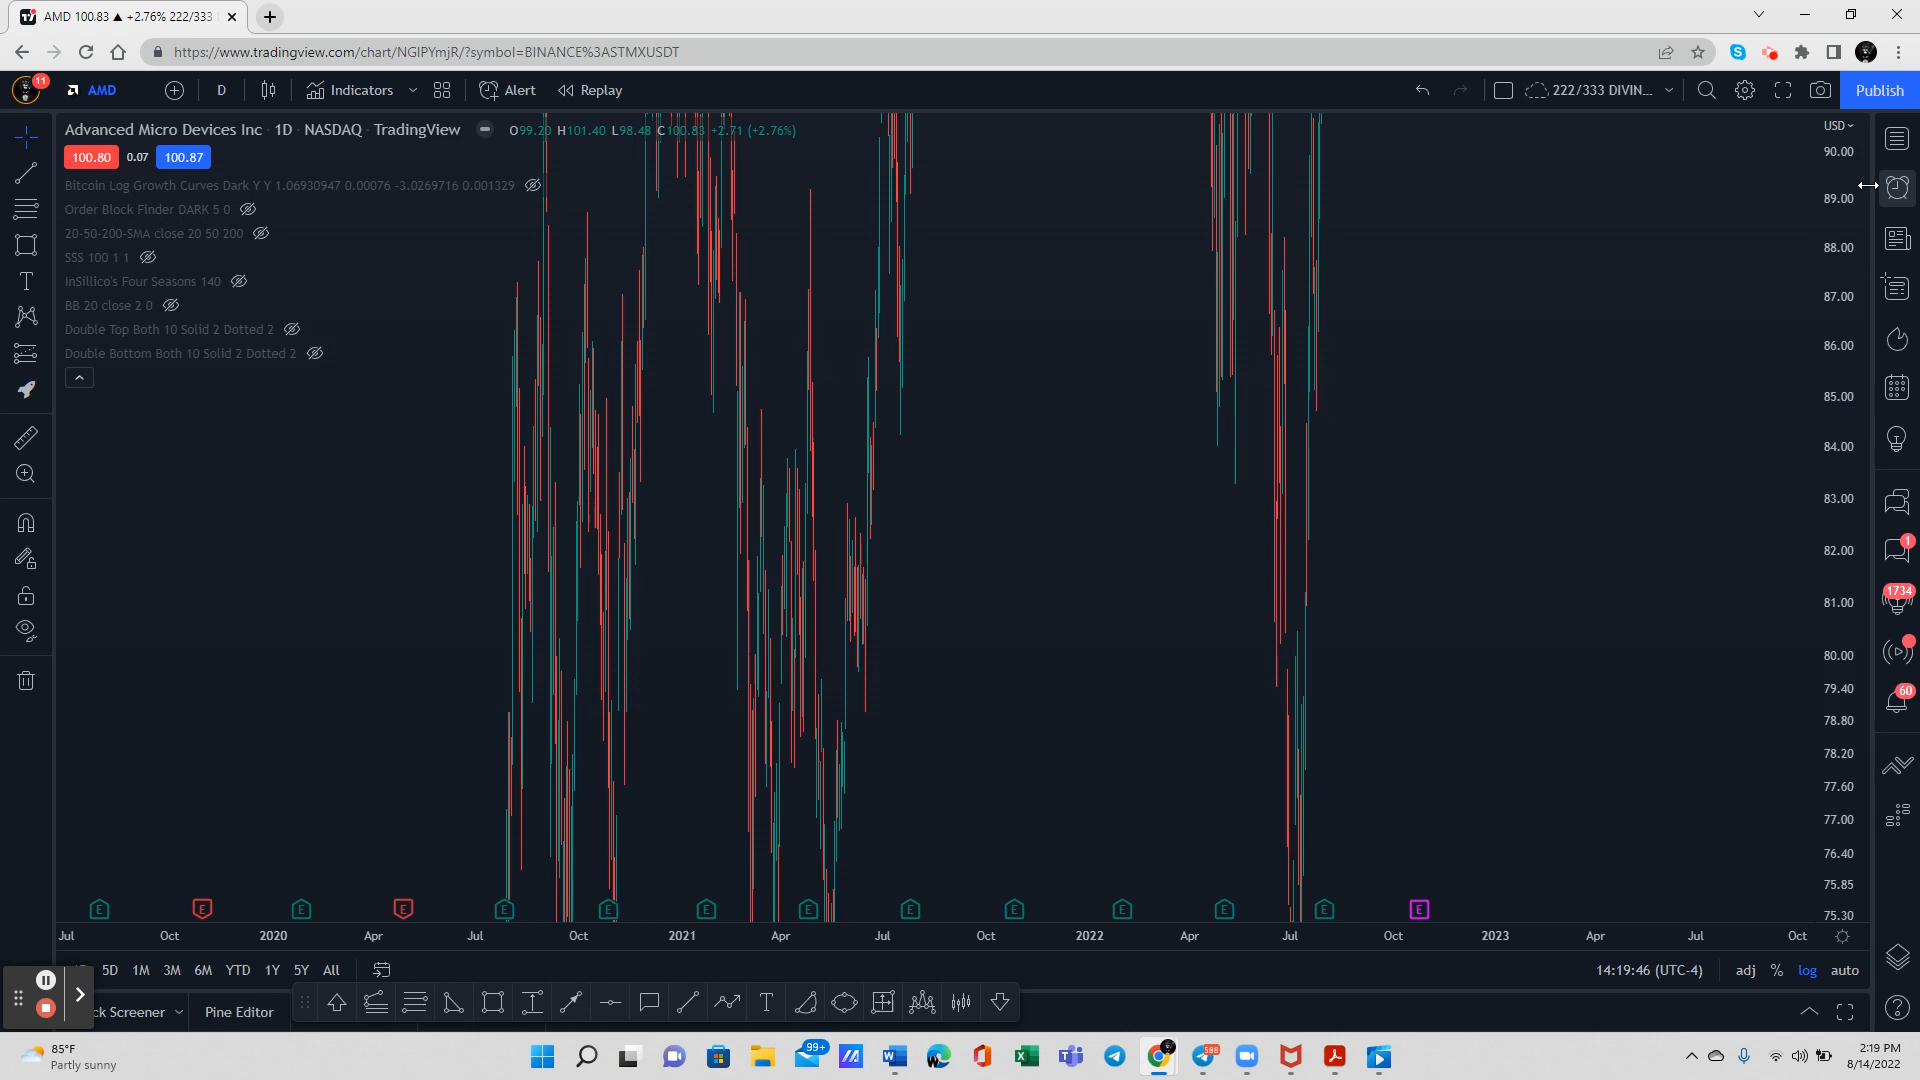 AMD 100.83 ▲ +2.76% 222/333
https://www.tradingview.com/chart/NGIPYmjR/?symbol=BINANCE%3ASTMXUSDT
11
AMD
D
Indicators
Alert
Replay
222/333 DIVIN...
Publish
Advanced Micro Devices Inc · 1D · NASDAQ · TradingView
O99.20 H101.40 L98.48 C100.83 +2.71 (+2.76%)
USD
100.80 0.07 100.87
Bitcoin Log Growth Curves Dark Y Y 1.06930947 0.00076 -3.0269716 0.001329
Order Block Finder DARK 5 0
20-50-200-SMA close 20 50 200
SSS 100 1 1
InSillico's Four Seasons 140
BB 20 close 2 0
Double Top Both 10 Solid 2 Dotted 2
Double Bottom Both 10 Solid 2 Dotted 2
90.00
89.00
88.00
87.00
86.00
85.00
84.00
83.00
82.00
81.00
80.00
79.40
78.80
78.20
77.60
77.00
76.40
75.85
75.30
1
1734
60
E E E E E E E E E E E E E E
Jul Oct 2020 Apr Jul Oct 2021 Apr Jul Oct 2022 Apr Jul Oct 2023 Apr Jul Oct
5D 1M 3M 6M YTD 1Y 5Y All
14:19:46 (UTC-4) adj % log auto
ck Screener
Pine Editor
85°F
Partly sunny
99+
588
2:19 PM
8/14/2022